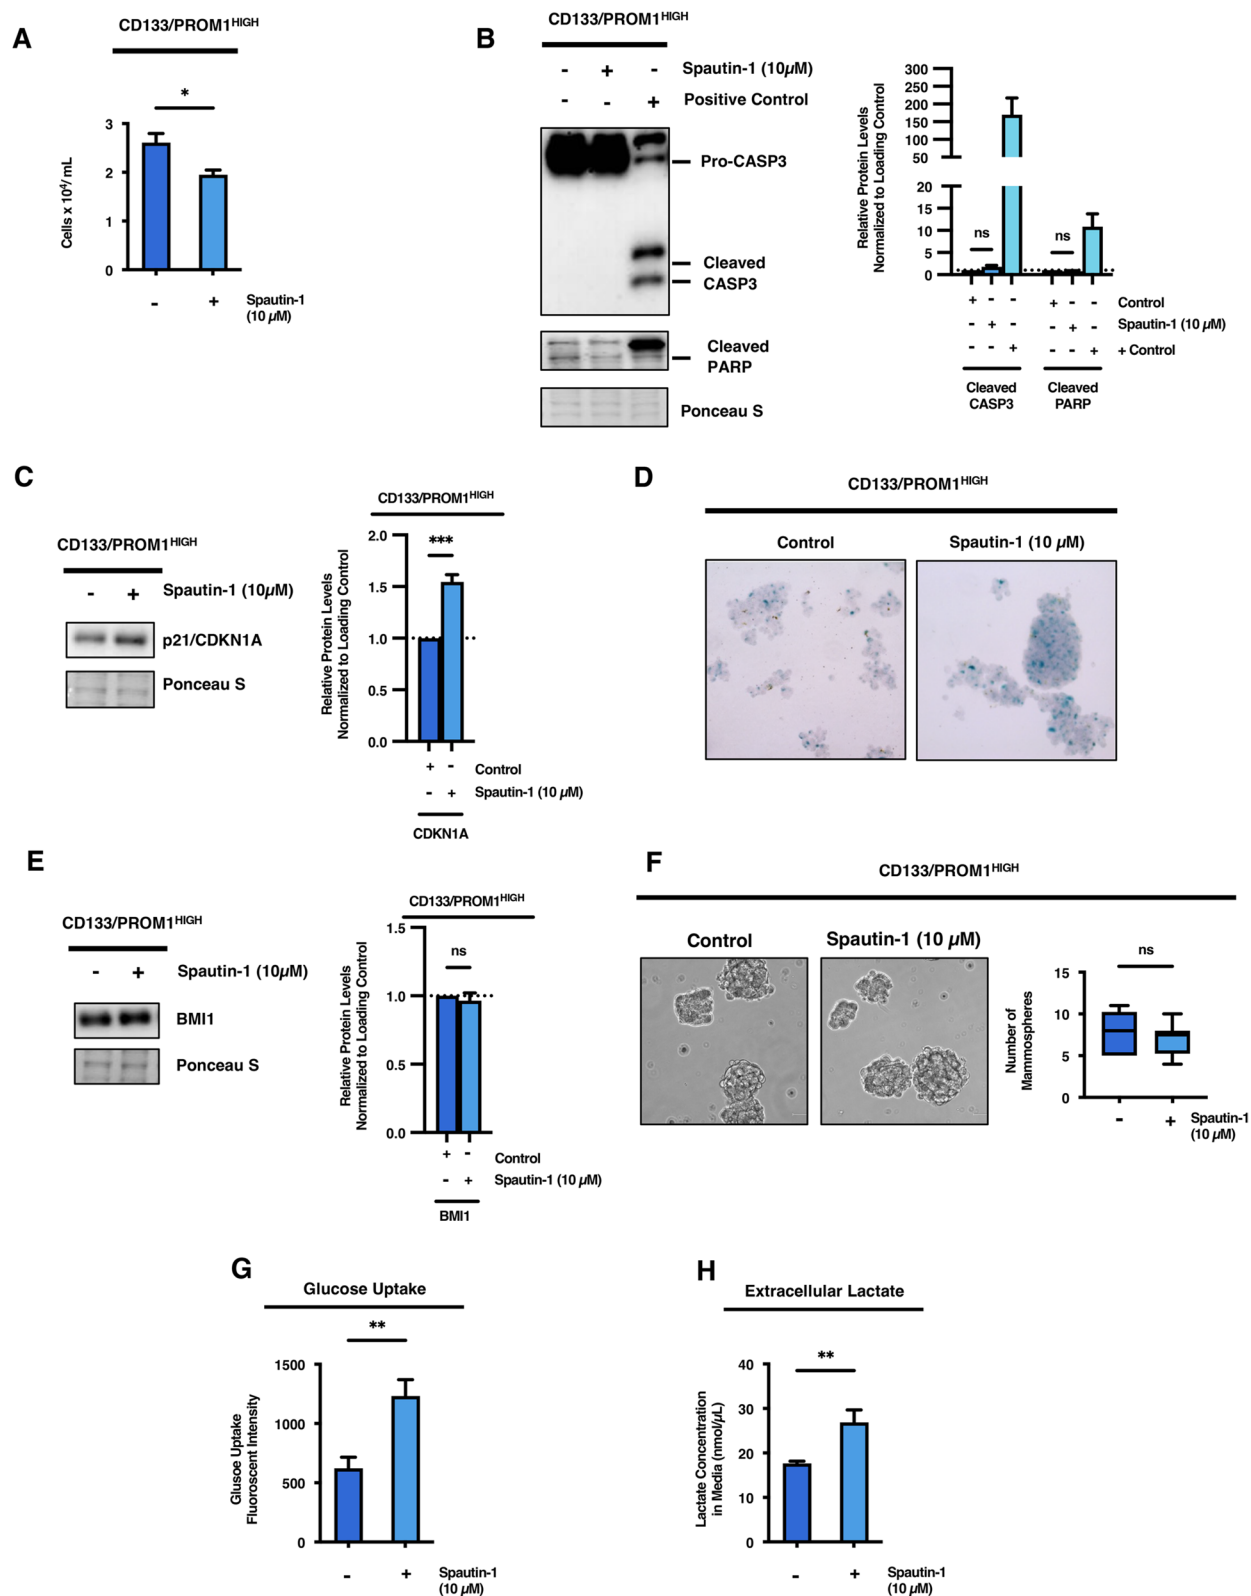 A
CD133/PROM1HIGH
*
Cells x 10⁴/ mL
3
2
1
0
- +
Spautin-1
(10 µM)
B
CD133/PROM1HIGH
- + - Spautin-1 (10µM)
- - + Positive Control
Pro-CASP3
Cleaved
CASP3
Cleaved
PARP
Ponceau S
Relative Protein Levels
Normalized to Loading Control
300
250
200
150
100
50
20
15
10
5
0
ns
ns
+ - - + - - Control
- + - - + - Spautin-1 (10 µM)
- - + - - + + Control
Cleaved
CASP3
Cleaved
PARP
C
CD133/PROM1HIGH
- + Spautin-1 (10µM)
p21/CDKN1A
Ponceau S
CD133/PROM1HIGH
Relative Protein Levels
Normalized to Loading Control
2.0
1.5
1.0
0.5
0.0
***
+ - Control
- + Spautin-1 (10 µM)
CDKN1A
D
CD133/PROM1HIGH
Control
Spautin-1 (10 µM)
E
CD133/PROM1HIGH
- + Spautin-1 (10µM)
BMI1
Ponceau S
CD133/PROM1HIGH
Relative Protein Levels
Normalized to Loading Control
1.5
1.0
0.5
0.0
ns
+ - Control
- + Spautin-1 (10 µM)
BMI1
F
CD133/PROM1HIGH
Control
Spautin-1 (10 µM)
Number of
Mammospheres
15
10
5
0
ns
- +
Spautin-1
(10 µM)
G
Glucose Uptake
**
Glusoe Uptake
Fluoroscent Intensity
1500
1000
500
0
- +
Spautin-1
(10 µM)
H
Extracellular Lactate
**
Lactate Concentration
in Media (nmol/µL)
40
30
20
10
0
- +
Spautin-1
(10 µM)